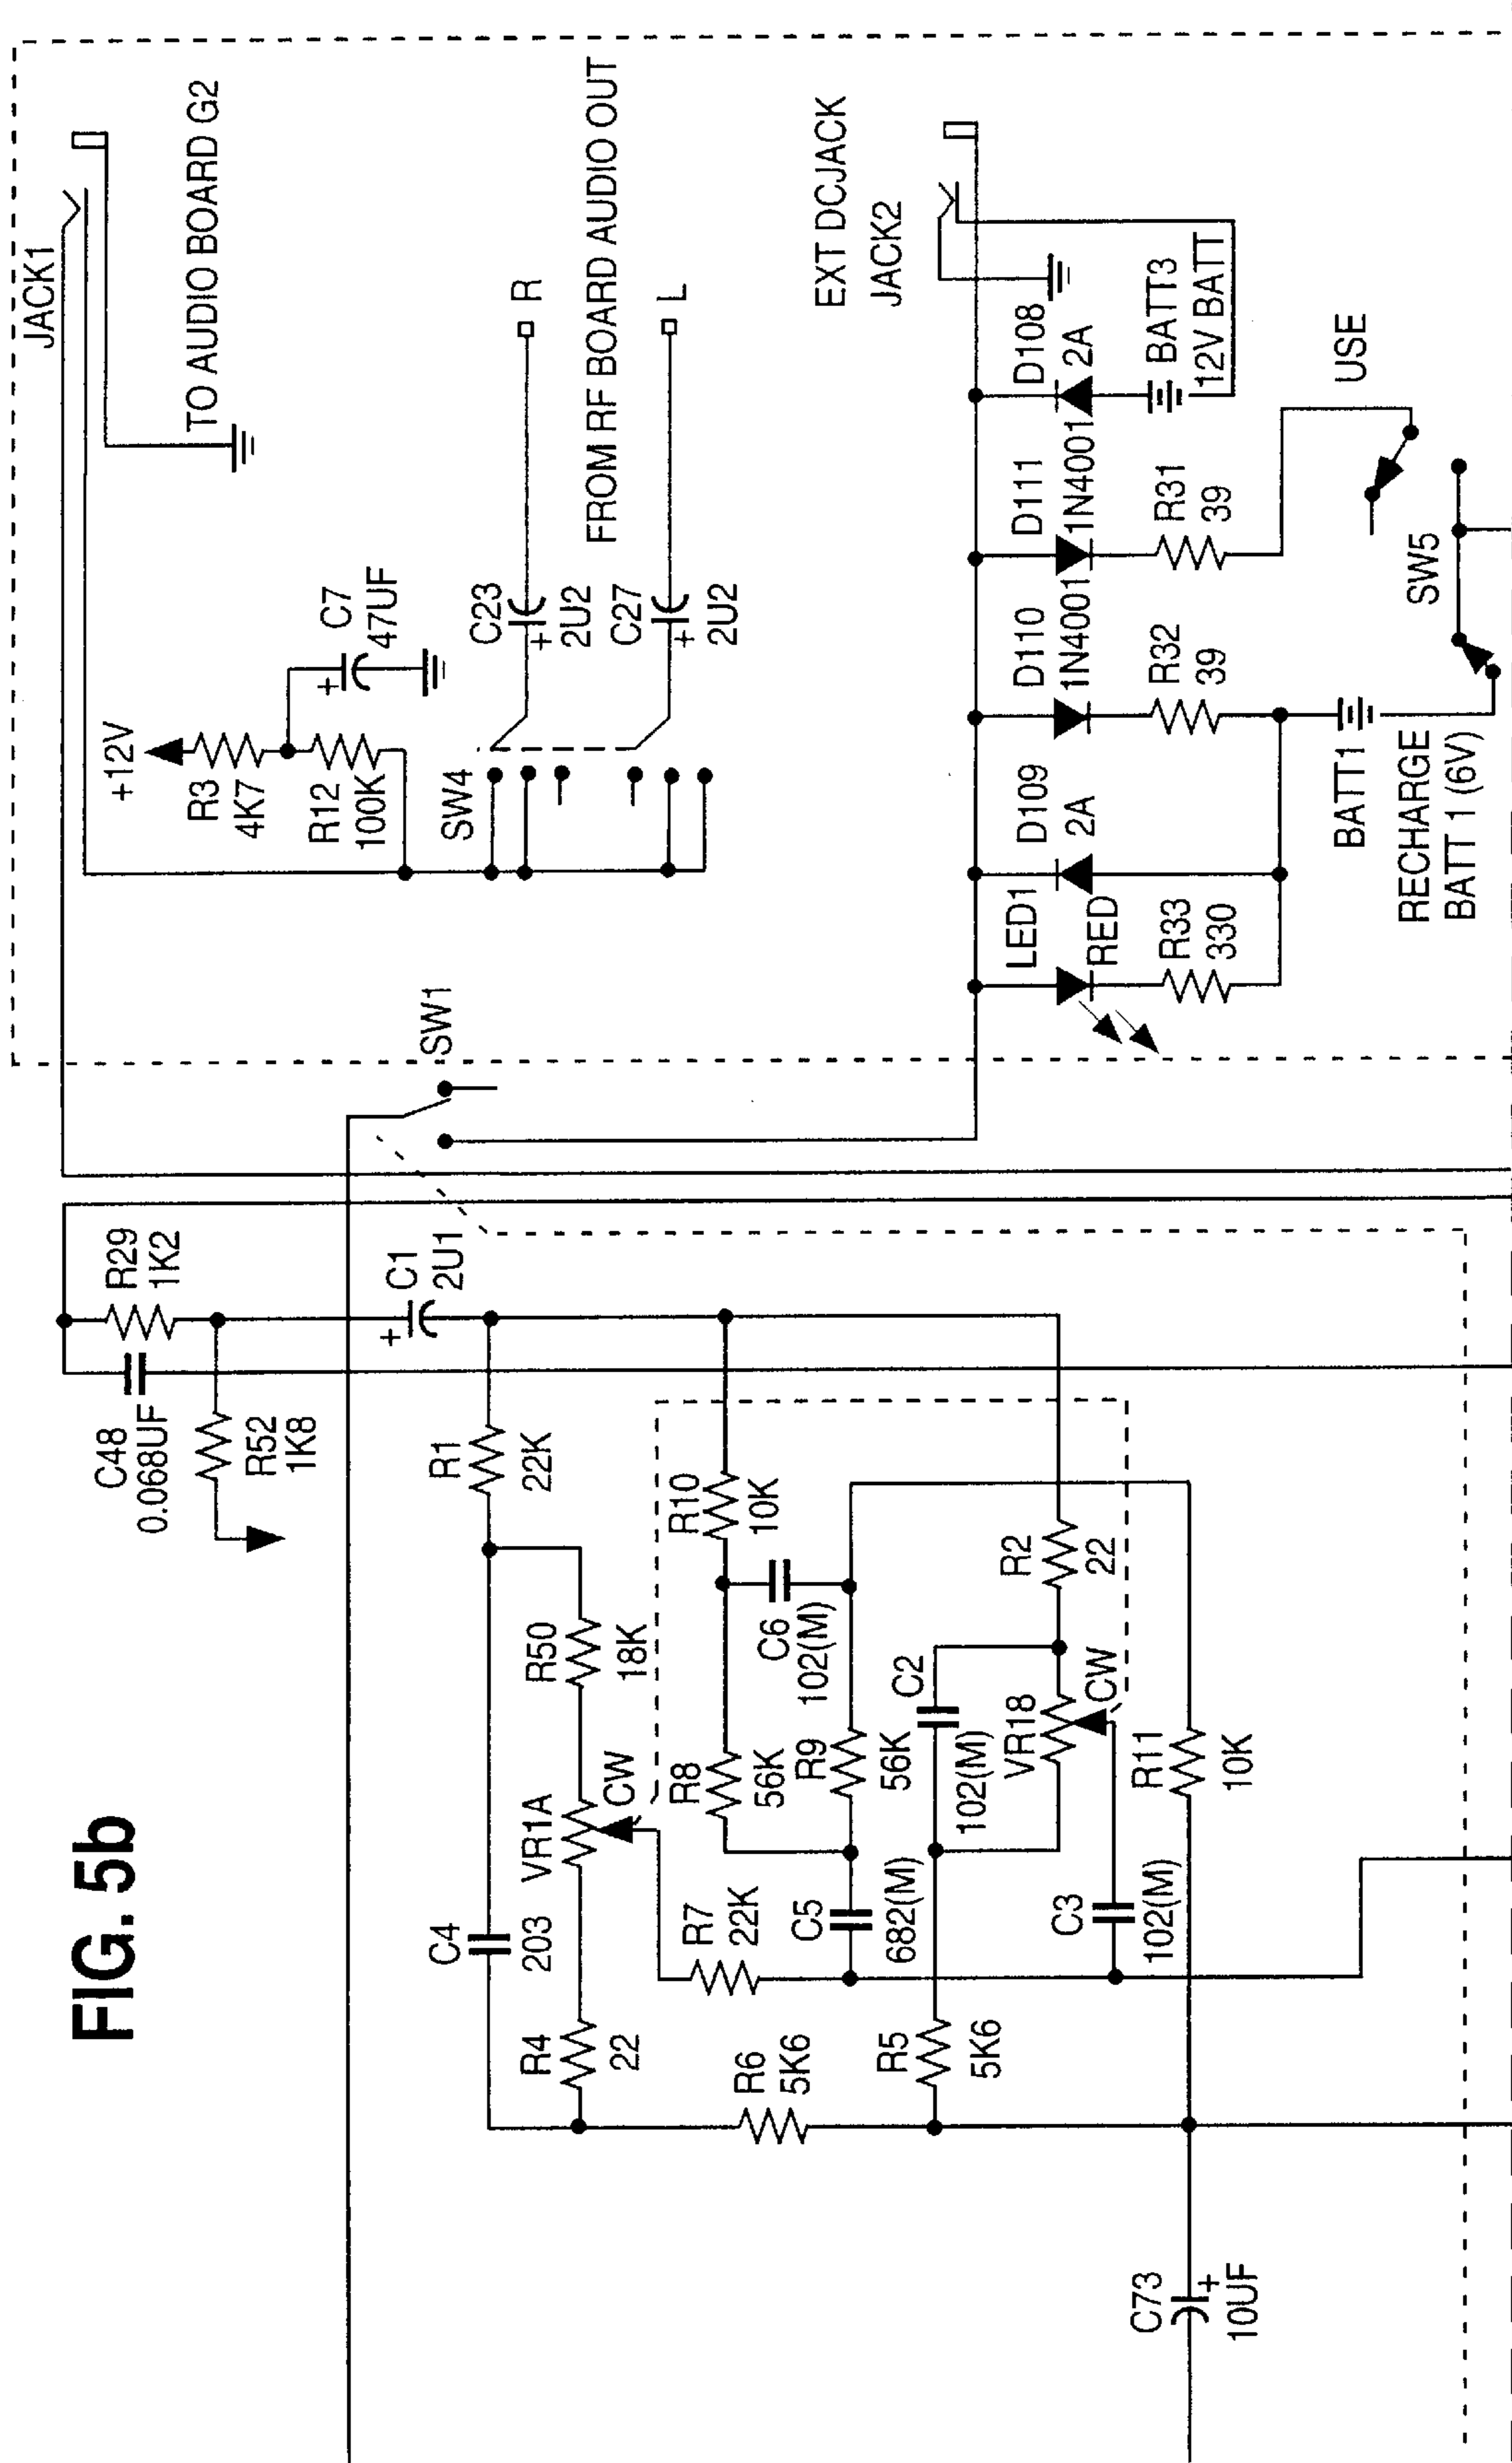 FIG. 5b
C48
0.068UF
R29
1K2
R52
1K8
C1
2U1
+
R1
22K
C4
203
R50
18K
VR1A
CW
R4
22
R10
10K
R8
56K
C6
102(M)
R9
56K
R7
22K
C5
682(M)
C2
102(M)
R2
22
VR18
CW
C3
102(M)
R11
10K
R6
5K6
R5
5K6
C73
+
10UF
SW1
JACK1
TO AUDIO BOARD G2
+12V
R3
4K7
R12
100K
C7
47UF
+
SW4
C23
+
2U2
R
FROM RF BOARD AUDIO OUT
C27
+
2U2
L
EXT DCJACK
JACK2
LED1
RED
R33
330
D109
2A
D110
1N4001
R32
39
D111
1N4001
R31
39
D108
2A
BATT3
12V BATT
USE
SW5
BATT1
RECHARGE
BATT 1 (6V)